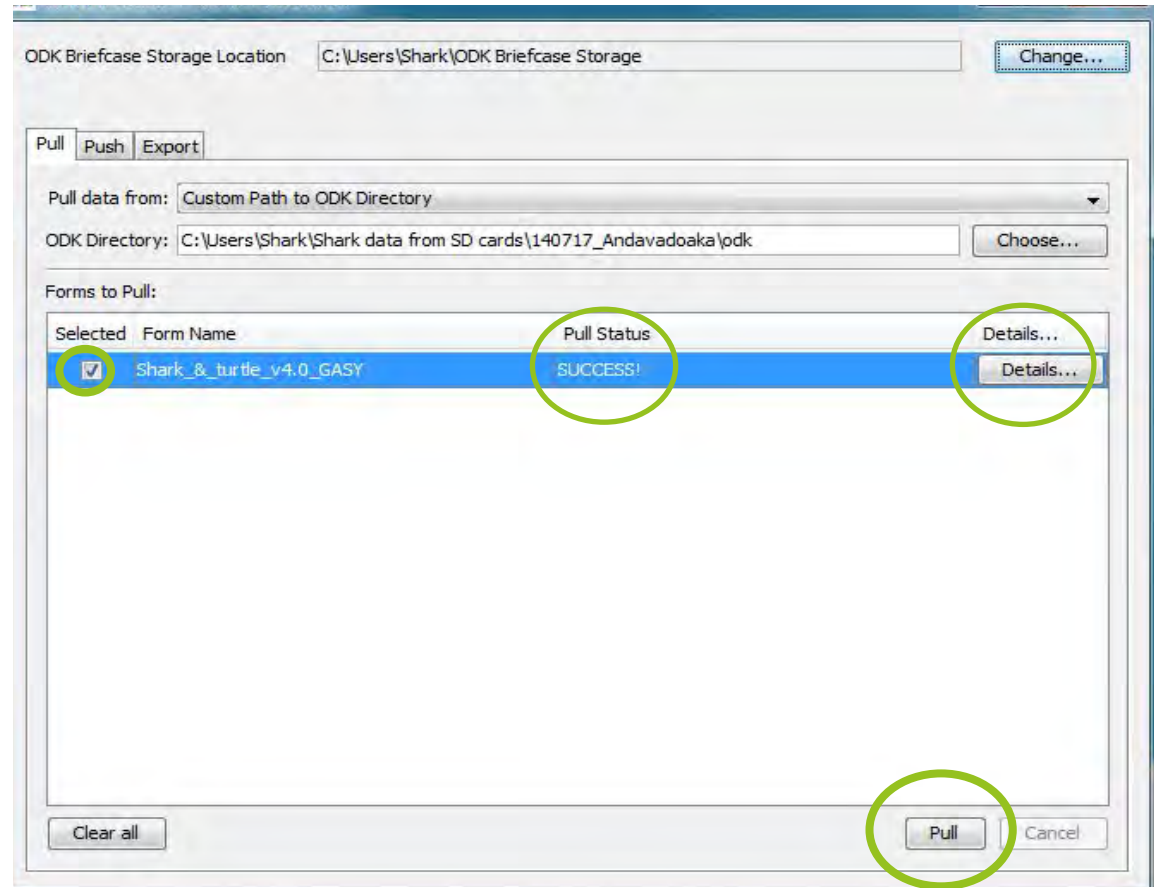 ODK Briefcase Storage Location C:\Users\Shark\ODK Briefcase Storage Change...
Pull Push Export
Pull data from: Custom Path to ODK Directory
ODK Directory: C:\Users\Shark\Shark data from SD cards\140717_Andavadoaka\odk Choose...
Forms to Pull:
Selected Form Name Pull Status Details...
Shark_&_turtle_v4.0_GASY SUCCESS! Details...
Clear all Pull Cancel